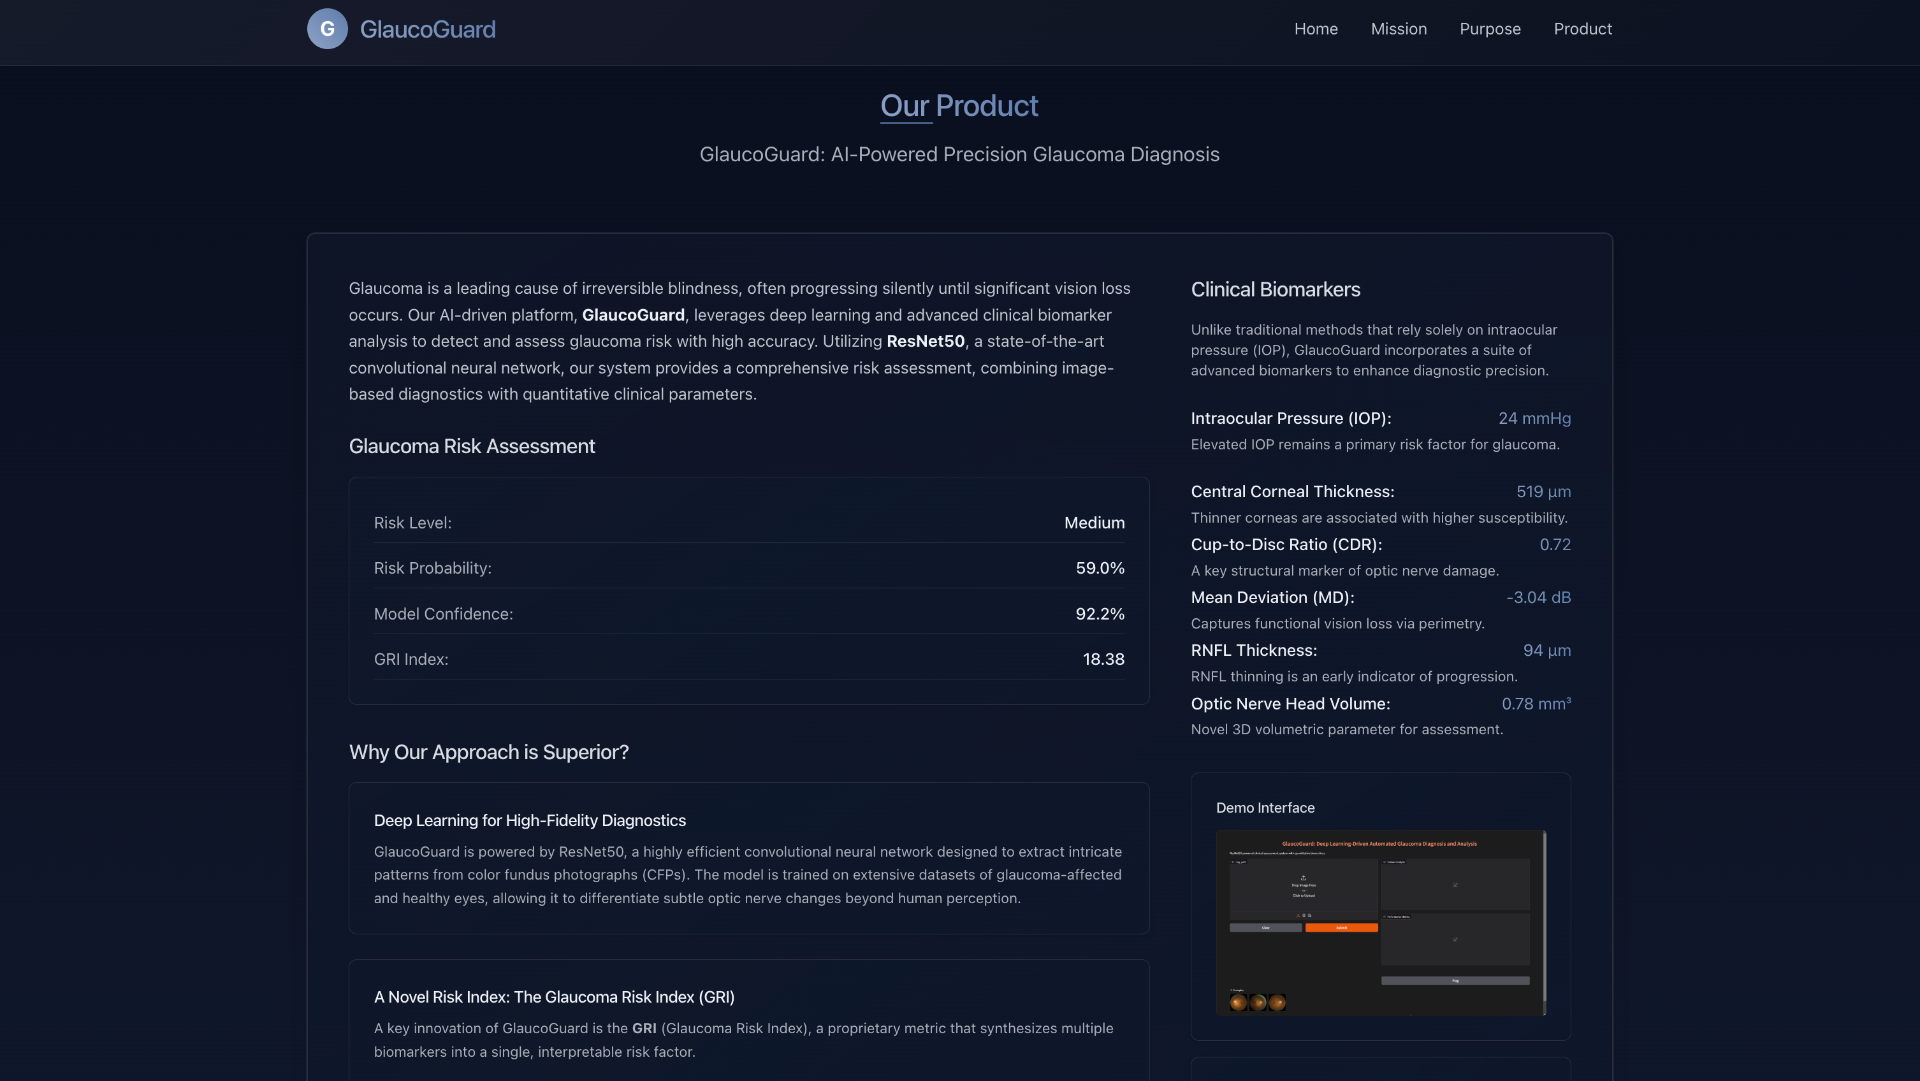 G
GlaucoGuard
Home
Mission
Purpose
Product
Our Product
GlaucoGuard: AI-Powered Precision Glaucoma Diagnosis
Glaucoma is a leading cause of irreversible blindness, often progressing silently until significant vision loss
occurs. Our AI-driven platform, GlaucoGuard, leverages deep learning and advanced clinical biomarker
analysis to detect and assess glaucoma risk with high accuracy. Utilizing ResNet50, a state-of-the-art
convolutional neural network, our system provides a comprehensive risk assessment, combining image-
based diagnostics with quantitative clinical parameters.
Glaucoma Risk Assessment
Risk Level: Medium
Risk Probability: 59.0%
Model Confidence: 92.2%
GRI Index: 18.38
Why Our Approach is Superior?
Deep Learning for High-Fidelity Diagnostics
GlaucoGuard is powered by ResNet50, a highly efficient convolutional neural network designed to extract intricate
patterns from color fundus photographs (CFPs). The model is trained on extensive datasets of glaucoma-affected
and healthy eyes, allowing it to differentiate subtle optic nerve changes beyond human perception.
A Novel Risk Index: The Glaucoma Risk Index (GRI)
A key innovation of GlaucoGuard is the GRI (Glaucoma Risk Index), a proprietary metric that synthesizes multiple
biomarkers into a single, interpretable risk factor.
Clinical Biomarkers
Unlike traditional methods that rely solely on intraocular
pressure (IOP), GlaucoGuard incorporates a suite of
advanced biomarkers to enhance diagnostic precision.
Intraocular Pressure (IOP): 24 mmHg
Elevated IOP remains a primary risk factor for glaucoma.
Central Corneal Thickness: 519 μm
Thinner corneas are associated with higher susceptibility.
Cup-to-Disc Ratio (CDR): 0.72
A key structural marker of optic nerve damage.
Mean Deviation (MD): -3.04 dB
Captures functional vision loss via perimetry.
RNFL Thickness: 94 μm
RNFL thinning is an early indicator of progression.
Optic Nerve Head Volume: 0.78 mm³
Novel 3D volumetric parameter for assessment.
Demo Interface
GlaucoGuard: Deep Learning-Driven Automated Glaucoma Diagnosis and Analysis
Drop Image Here
Click to Upload
Clear
Submit
Flag